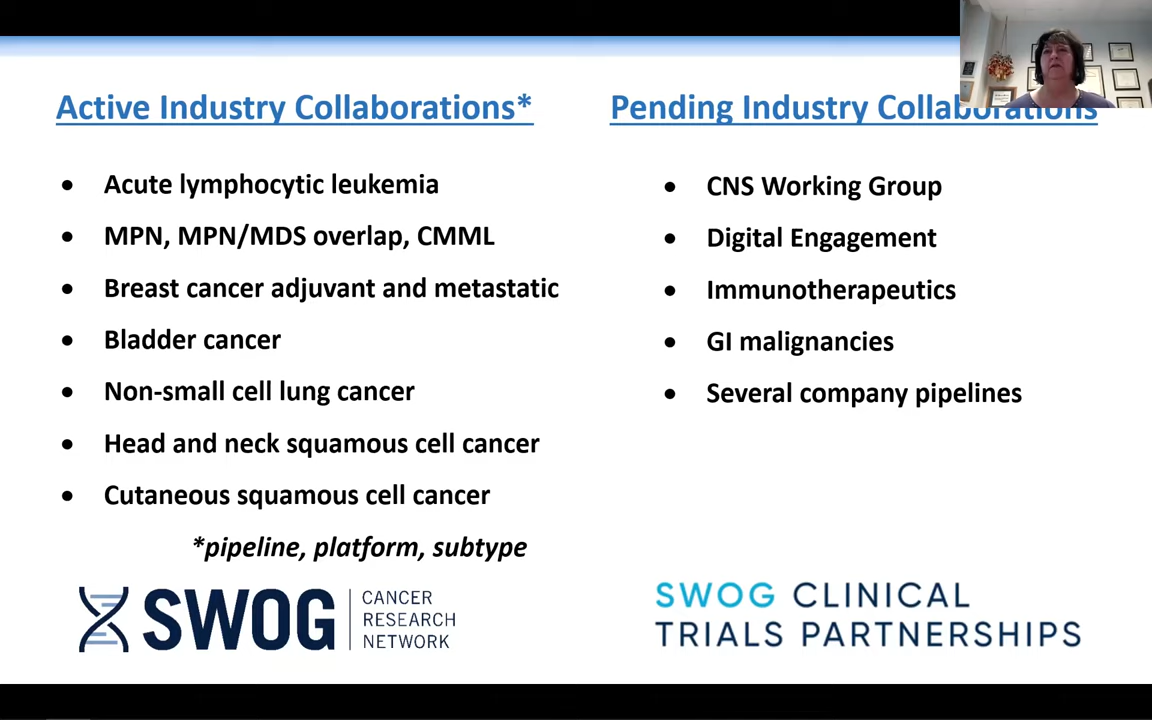 Active Industry Collaborations*
Acute lymphocytic leukemia
MPN, MPN/MDS overlap, CMML
Breast cancer adjuvant and metastatic
Bladder cancer
Non-small cell lung cancer
Head and neck squamous cell cancer
Cutaneous squamous cell cancer
*pipeline, platform, subtype
SWOG
CANCER
RESEARCH
NETWORK
Pending Industry Collaborations
CNS Working Group
Digital Engagement
Immunotherapeutics
GI malignancies
Several company pipelines
SWOG CLINICAL
TRIALS PARTNERSHIPS